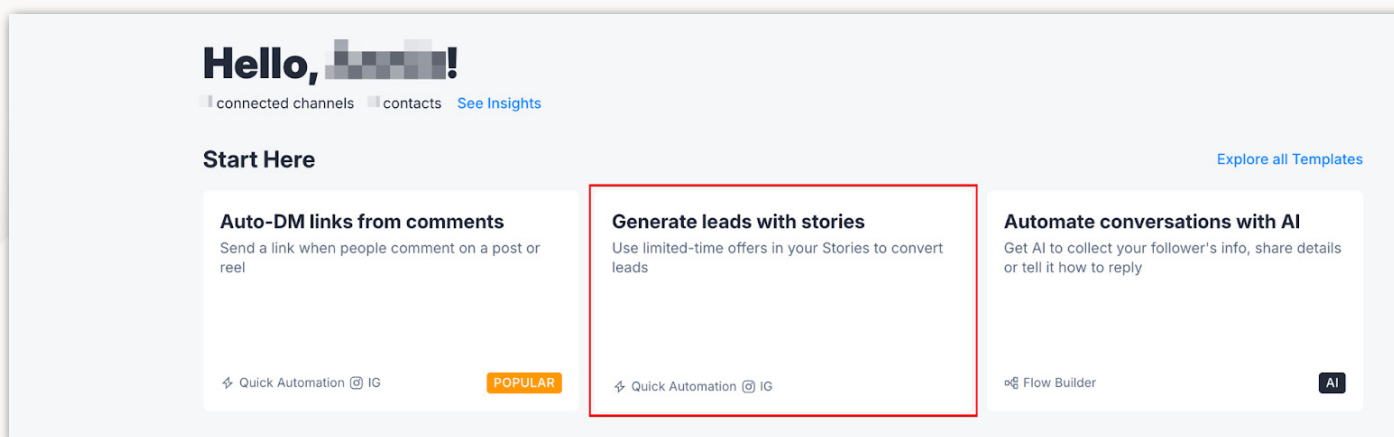 Hello, !
connected channels contacts See Insights
Start Here
Explore all Templates
Auto-DM links from comments
Send a link when people comment on a post or
reel
Quick Automation IG
POPULAR
Generate leads with stories
Use limited-time offers in your Stories to convert
leads
Quick Automation IG
Automate conversations with AI
Get AI to collect your follower's info, share details
or tell it how to reply
Flow Builder
AI